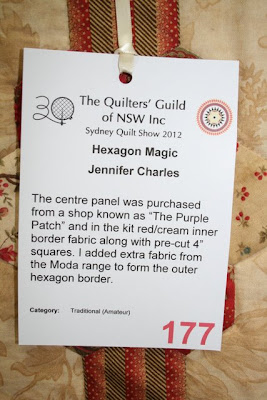 30
The Quilters' Guild
of NSW Inc
Sydney Quilt Show 2012
Hexagon Magic
Jennifer Charles
The centre panel was purchased
from a shop known as "The Purple
Patch" and in the kit red/cream inner
border fabric along with pre-cut 4"
squares. I added extra fabric from
the Moda range to form the outer
hexagon border.
Category: Traditional (Amateur)
177